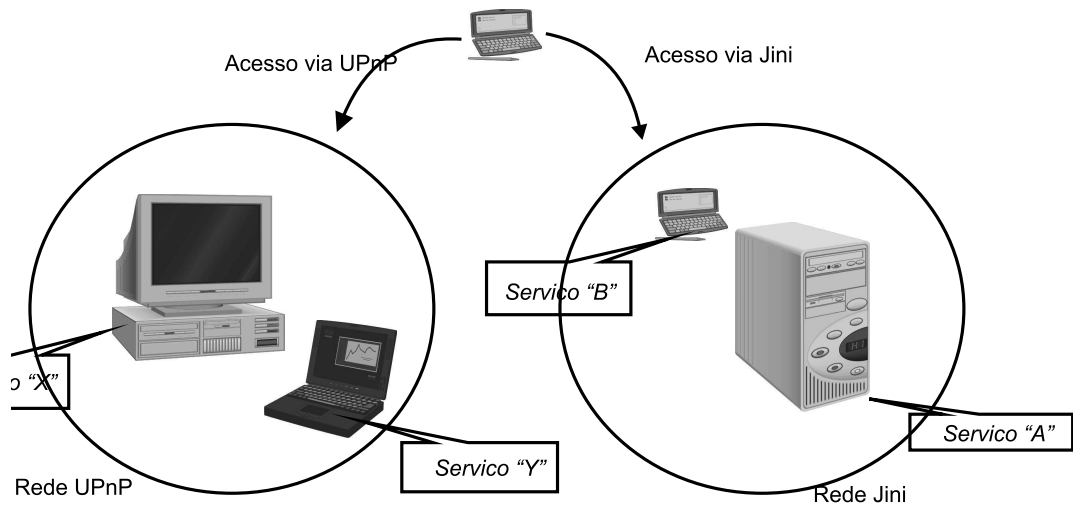 Acesso via UPnP
Acesso via Jini
Servico “B”
o “X”
Servico “A”
Servico “Y”
Rede UPnP
Rede Jini